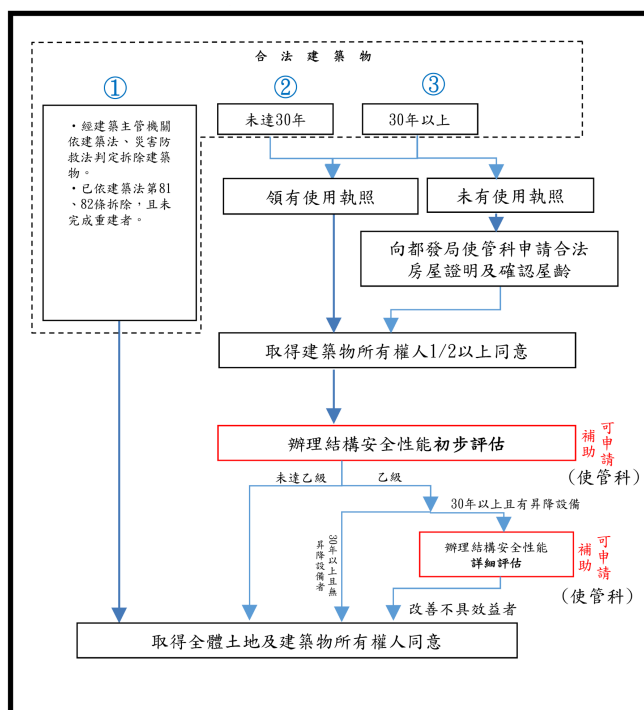 合法建築物
①
②
③
•經建築主管機關
依建築法、災害防
救法判定拆除建築
物。
•已依建築法第81
、82條拆除，且未
完成重建者。
未達30年
30年以上
領有使用執照
未有使用執照
向都發局使管科申請合法
房屋證明及確認屋齡
取得建築物所有權人1/2以上同意
辦理結構安全性能初步評估
可申請
補助
(使管科)
未達乙級
乙級
30年以上且有昇降設備
30年以上且無
昇降設備者
辦理結構安全性能
詳細評估
可申請
補助
(使管科)
改善不具效益者
取得全體土地及建築物所有權人同意